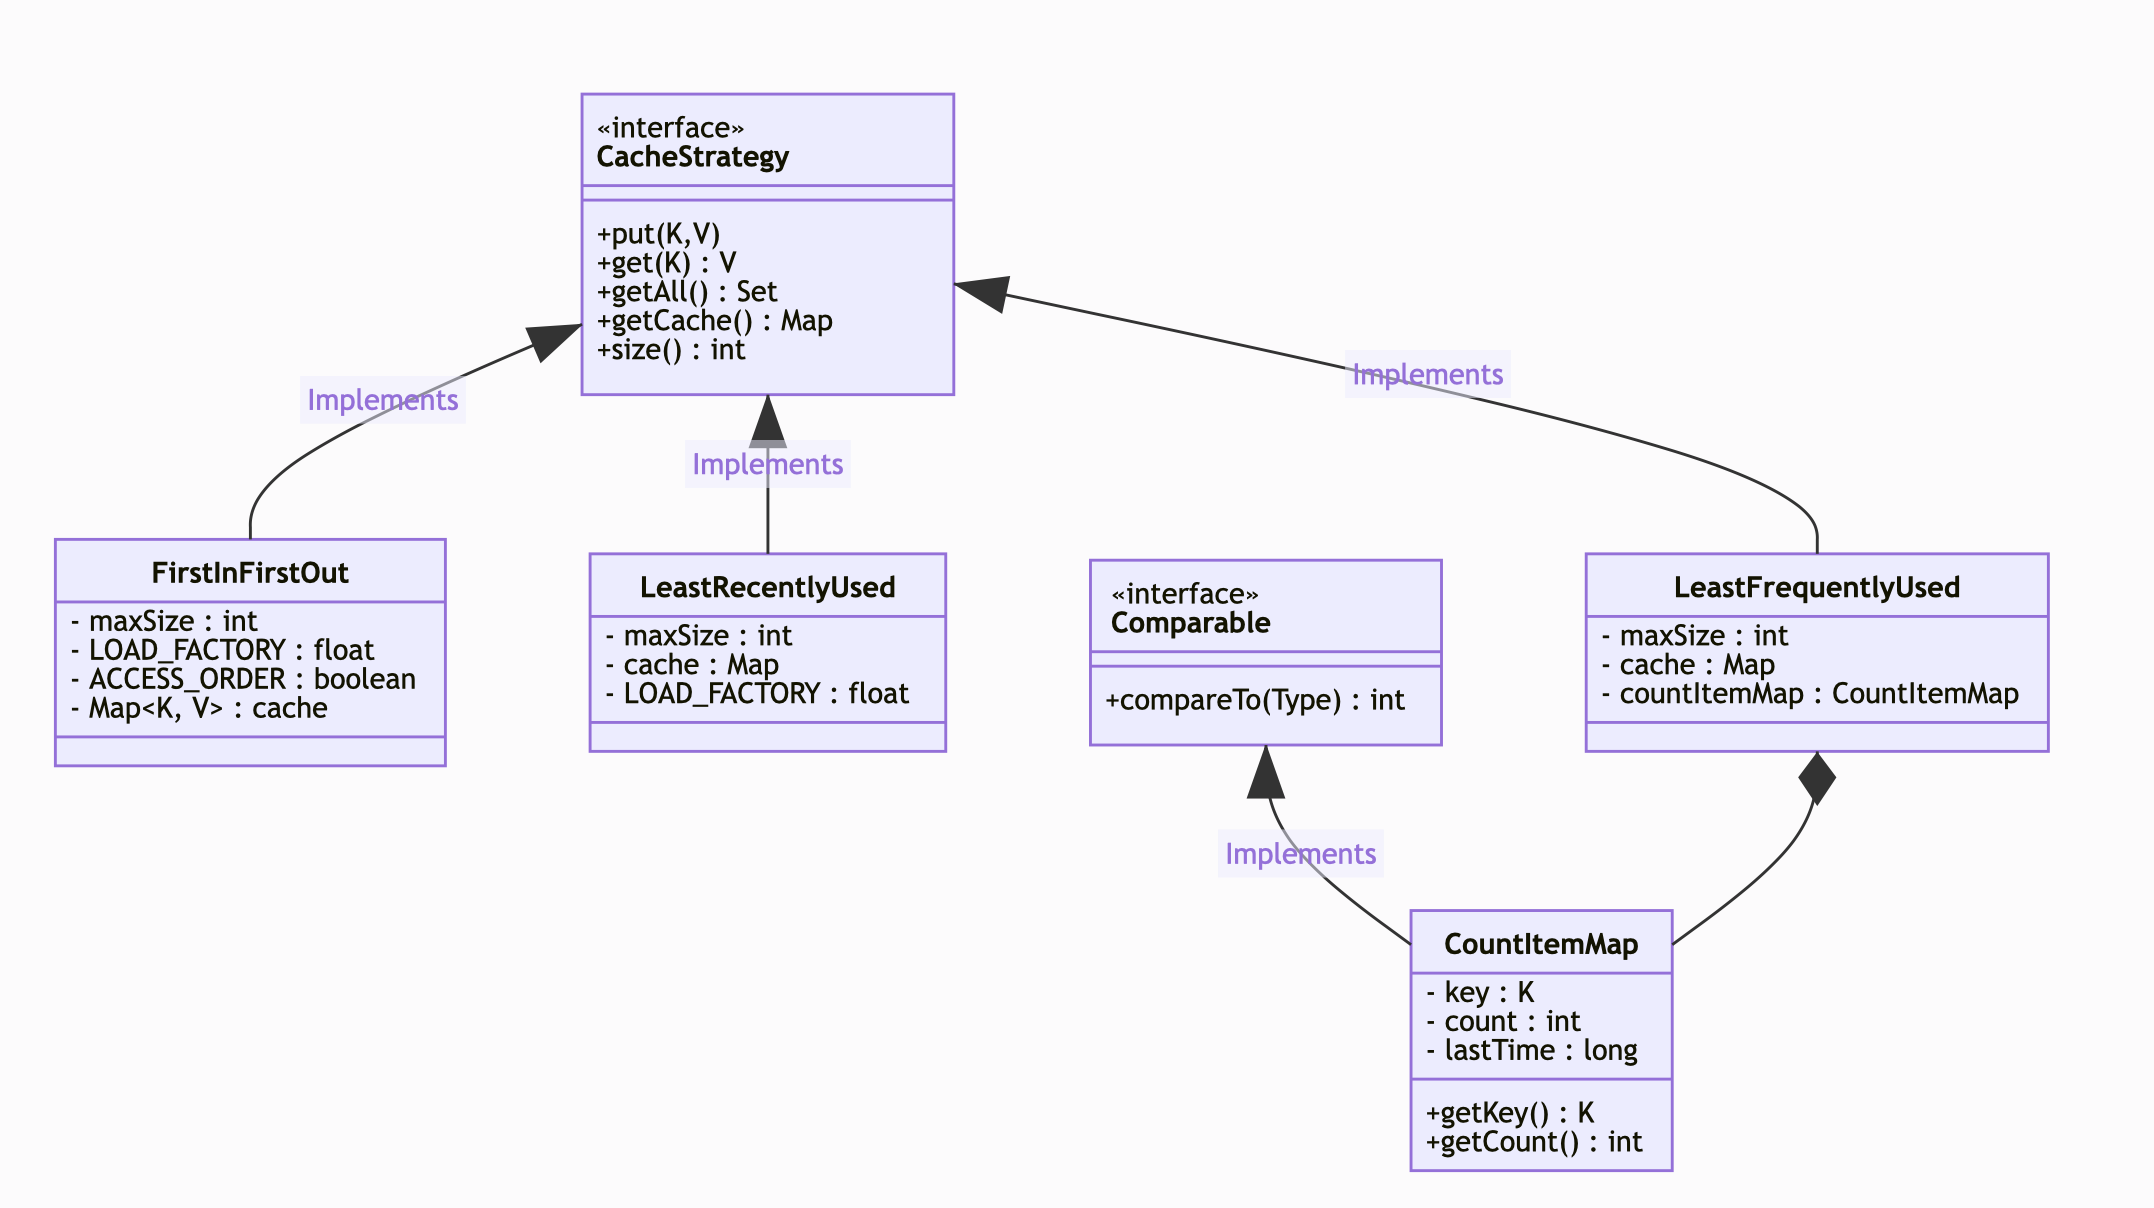 «interface»
CacheStrategy
+put(K,V)
+get(K) : V
+getAll() : Set
+getCache() : Map
+size() : int
Implements
Implements
Implements
FirstInFirstOut
- maxSize : int
- LOAD_FACTORY : float
- ACCESS_ORDER : boolean
- Map<K, V> : cache
LeastRecentlyUsed
- maxSize : int
- cache : Map
- LOAD_FACTORY : float
«interface»
Comparable
+compareTo(Type) : int
LeastFrequentlyUsed
- maxSize : int
- cache : Map
- countItemMap : CountItemMap
Implements
CountItemMap
- key : K
- count : int
- lastTime : long
+getKey() : K
+getCount() : int